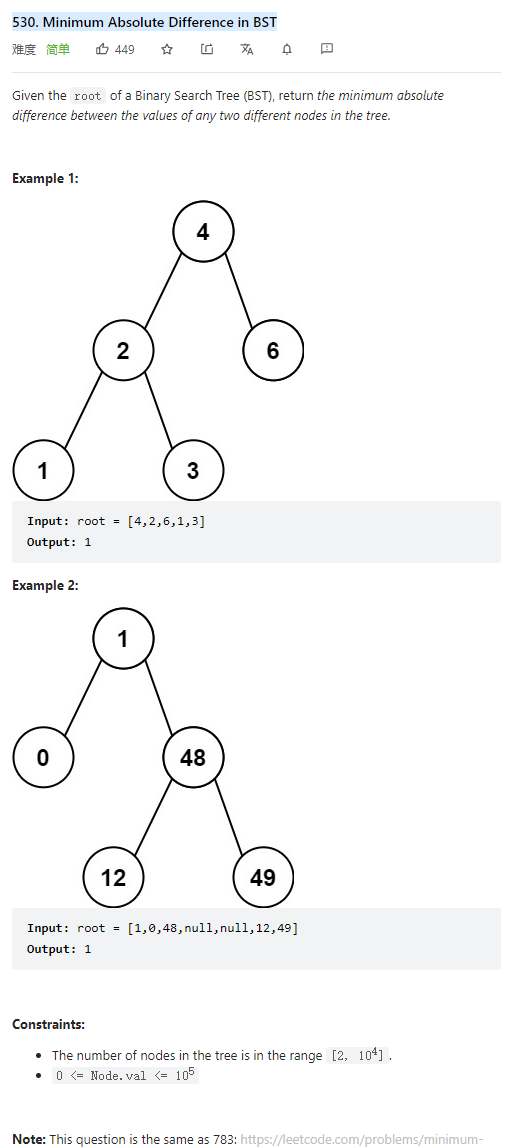 530. Minimum Absolute Difference in BST
难度 简单 449
Given the root of a Binary Search Tree (BST), return the minimum absolute
difference between the values of any two different nodes in the tree.
Example 1:
4
2 6
1 3
Input: root = [4,2,6,1,3]
Output: 1
Example 2:
1
0 48
12 49
Input: root = [1,0,48,null,null,12,49]
Output: 1
Constraints:
• The number of nodes in the tree is in the range [2, 10⁴].
• 0 <= Node.val <= 10⁵
Note: This question is the same as 783: https://leetcode.com/problems/minimum-